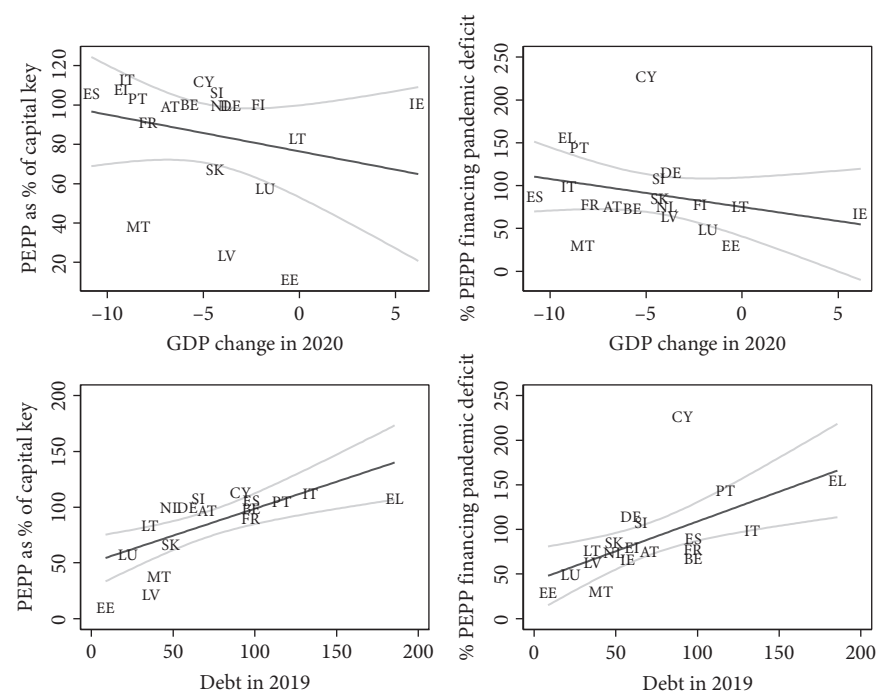 PEPP as % of capital key
120
100
80
60
40
20
ES
IT
EL
PT
FR
AT
BE
CY
SI
NL
DE
FI
IE
LT
SK
LU
MT
LV
EE
−10 −5 0 5
GDP change in 2020
% PEPP financing pandemic deficit
250
150
100
50
0
CY
EL
PT
DE
SI
IT
ES
FR
AT
BE
SK
NL
LV
FI
LT
IE
LU
MT
EE
−10 −5 0 5
GDP change in 2020
PEPP as % of capital key
200
150
100
50
0
SI
CY
IT
NL
DE
AT
ES
BE
FR
PT
EL
LT
SK
LU
MT
LV
EE
0 50 100 150 200
Debt in 2019
% PEPP financing pandemic deficit
250
200
150
100
50
0
CY
EL
PT
DE
SI
IT
ES
FR
BE
SK
LT
NL
AT
LV
LU
MT
EE
0 50 100 150 200
Debt in 2019